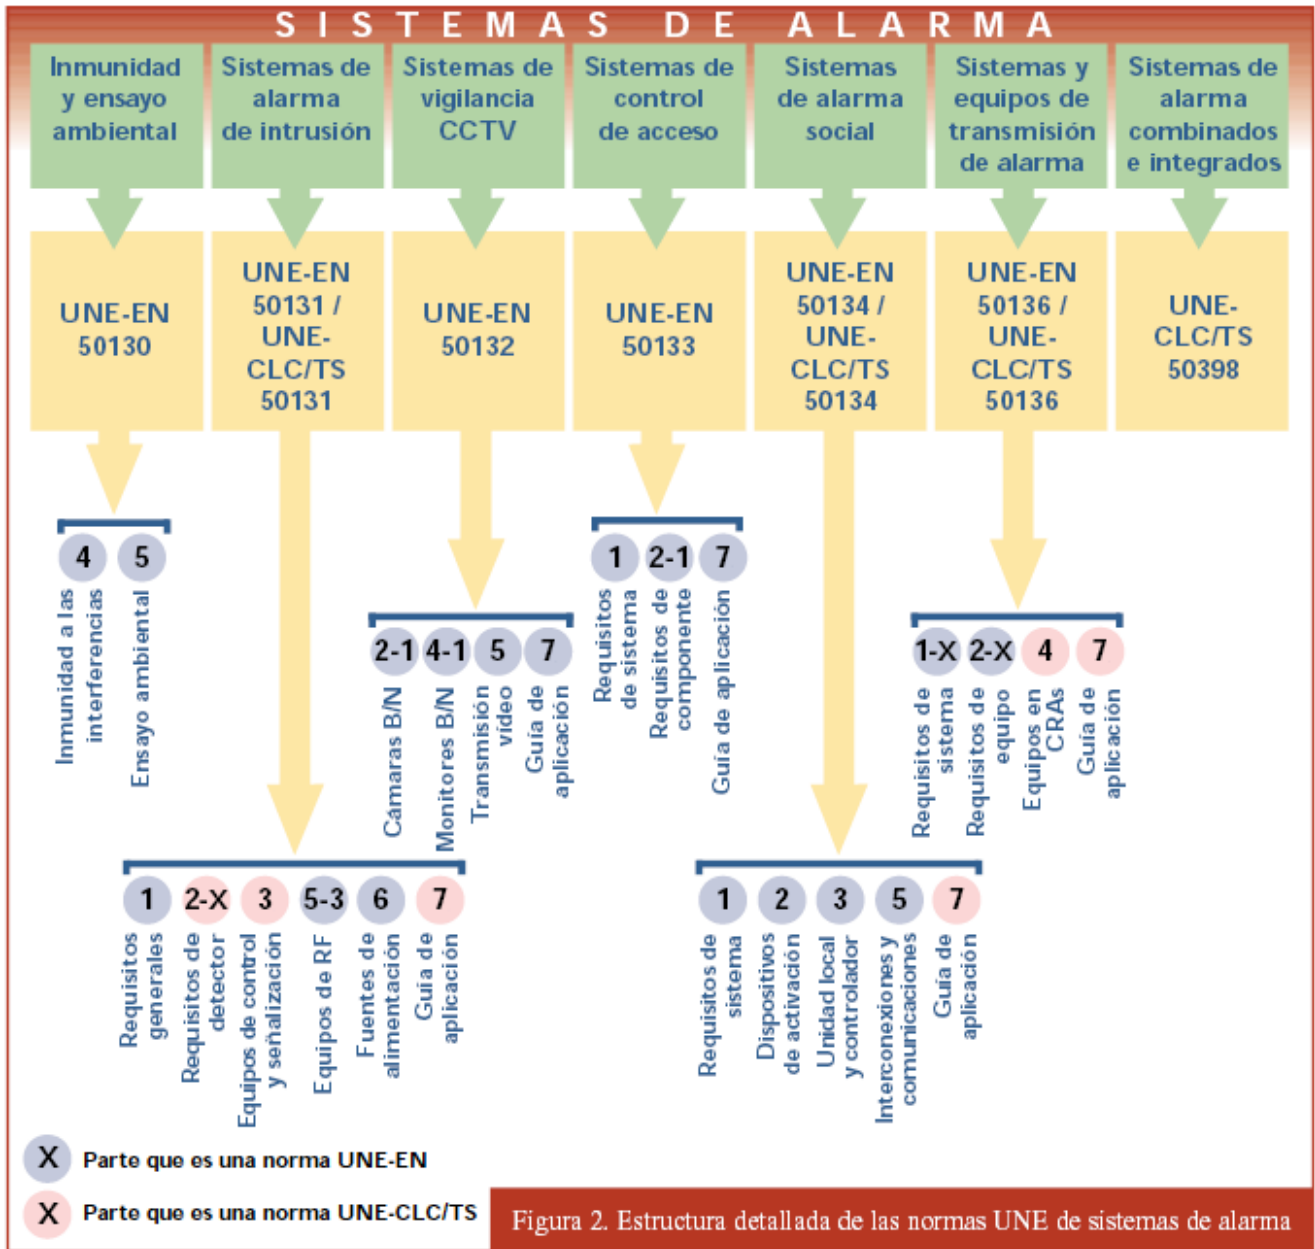 SISTEMAS DE ALARMA
Inmunidad
y ensayo
ambiental
Sistemas de
alarma
de intrusión
Sistemas de
vigilancia
CCTV
Sistemas de
control
de acceso
Sistemas
de alarma
social
Sistemas y
equipos de
transmisión
de alarma
Sistemas de
alarma
combinados
e integrados
UNE-EN
50130
UNE-EN
50131 /
UNE-
CLC/TS
50131
UNE-EN
50132
UNE-EN
50133
UNE-EN
50134 /
UNE-
CLC/TS
50134
UNE-EN
50136 /
UNE-
CLC/TS
50136
UNE-
CLC/TS
50398
4
5
Inmunidad a las
interferencias
Ensayo ambiental
1
2-1
7
Requisitos
de sistema
Requisitos de
componente
Guía de aplicación
2-1
4-1
5
7
Cámaras B/N
Monitores B/N
Transmisión
vídeo
Guía de
aplicación
1-X
2-X
4
7
Requisitos de
sistema
Requisitos de
equipo
Equipos en
CRAs
Guía de
aplicación
1
2-X
3
5-3
6
7
Requisitos
generales
Requisitos de
detector
Equipos de control
y señalización
Equipos de RF
Fuentes de
alimentación
Guía de
aplicación
1
2
3
5
7
Requisitos de
sistema
Dispositivos
de activación
Unidad local
y controlador
Interconexiones y
comunicaciones
Guía de
aplicación
X Parte que es una norma UNE-EN
X Parte que es una norma UNE-CLC/TS
Figura 2. Estructura detallada de las normas UNE de sistemas de alarma